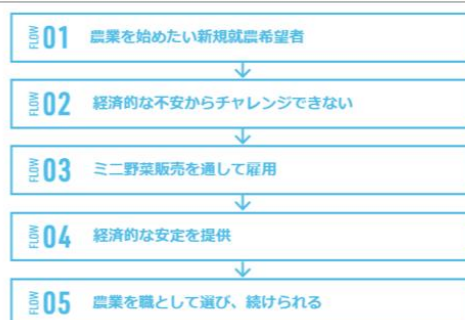 FLOW 01 農業を始めたい新規就農希望者
FLOW 02 経済的な不安からチャレンジできない
FLOW 03 ミニ野菜販売を通して雇用
FLOW 04 経済的な安定を提供
FLOW 05 農業を職として選び、続けられる